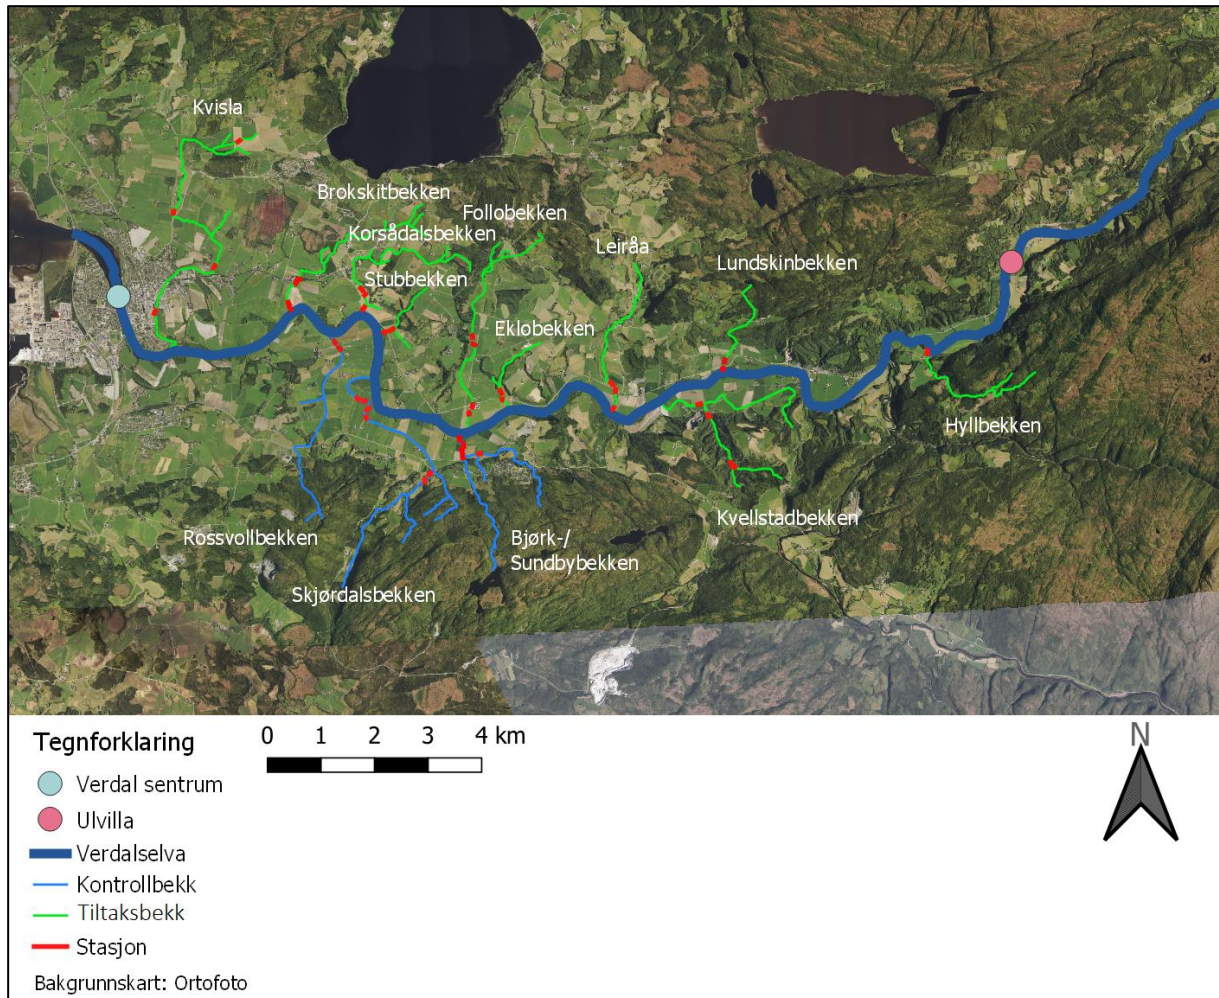 Kvisla
Brokskitbekken
Follobekken
Korsådalsbekken
Leiråa
Lundskinbekken
Stubbekken
Eklobekken
Hyllbekken
Kvellstadbekken
Rossvollbekken
Bjørk-/
Sundbybekken
Skjørdalsbekken
Tegnforklaring
0 1 2 3 4 km
N
Verdal sentrum
Ulvilla
Verdalselva
Kontrollbekk
Tiltaksbekk
Stasjon
Bakgrunnskart: Ortofoto